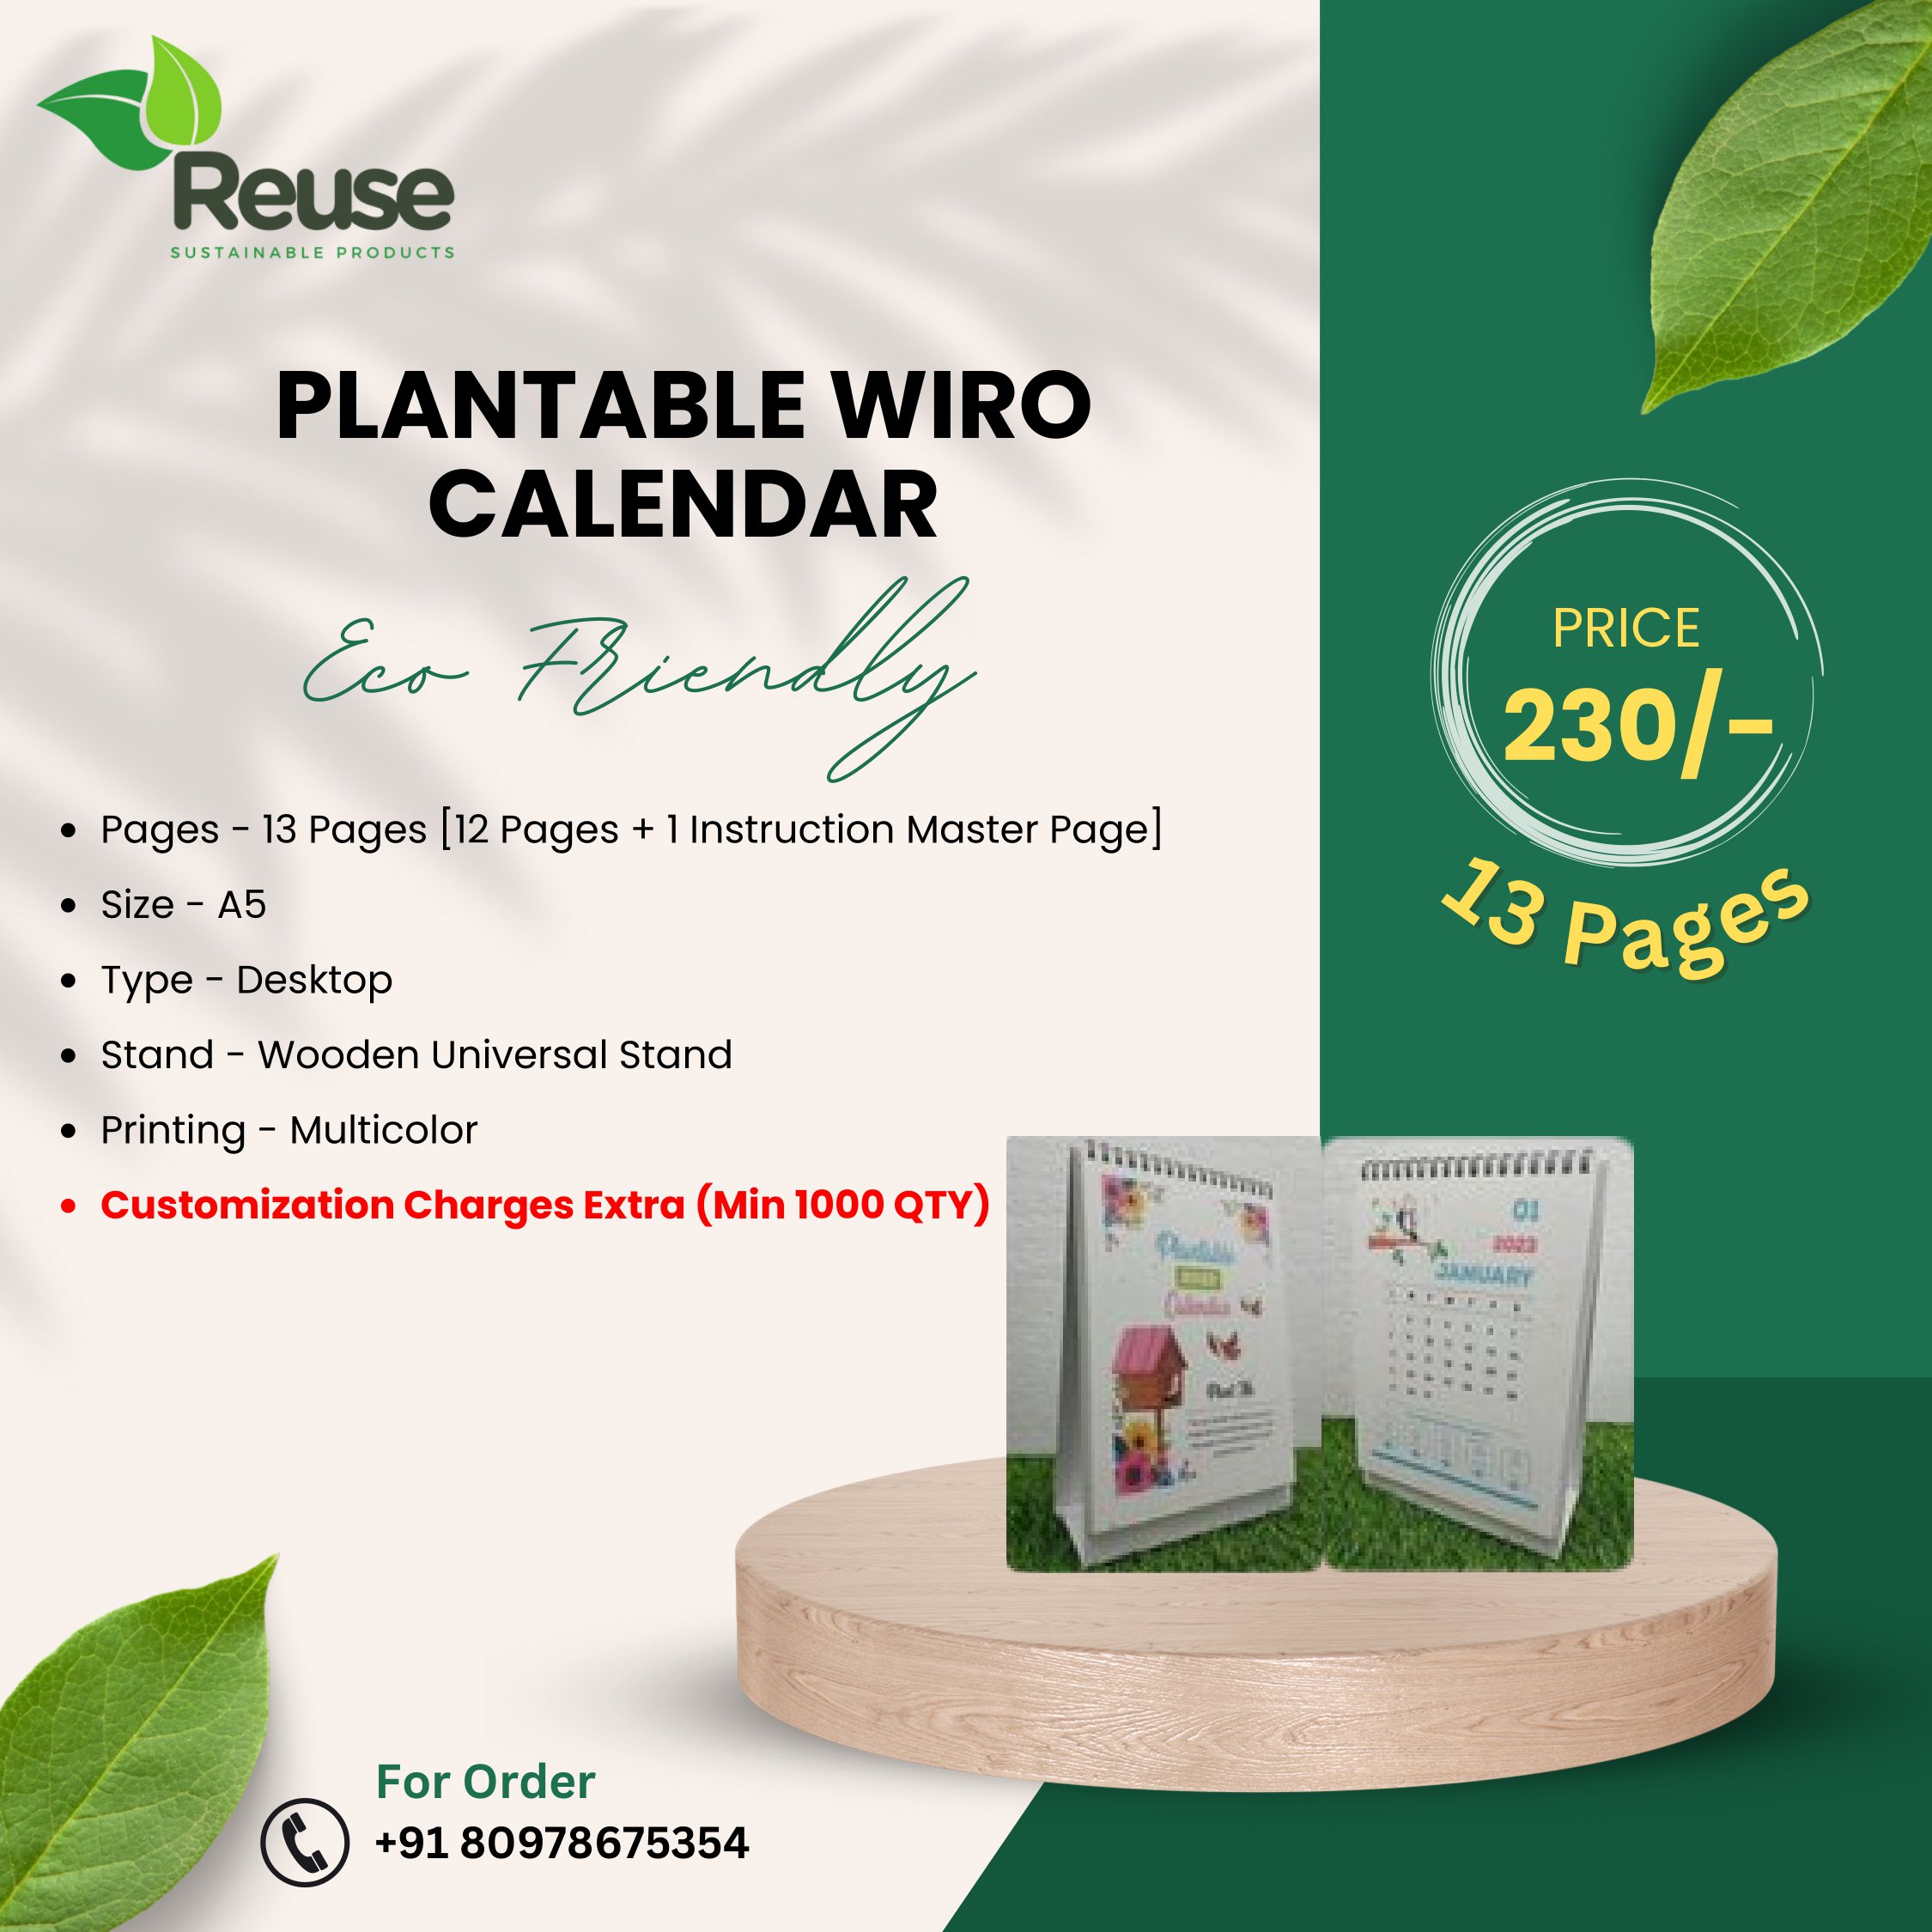 Reuse
SUSTAINABLE PRODUCTS
PLANTABLE WIRO
CALENDAR
Eco Friendly
Pages - 13 Pages [12 Pages + 1 Instruction Master Page]
Size - A5
Type - Desktop
Stand - Wooden Universal Stand
Printing - Multicolor
Customization Charges Extra (Min 1000 QTY)
PRICE
230/-
13 Pages
Plantable
Calendar
01
JANUARY
For Order
+91 80978675354